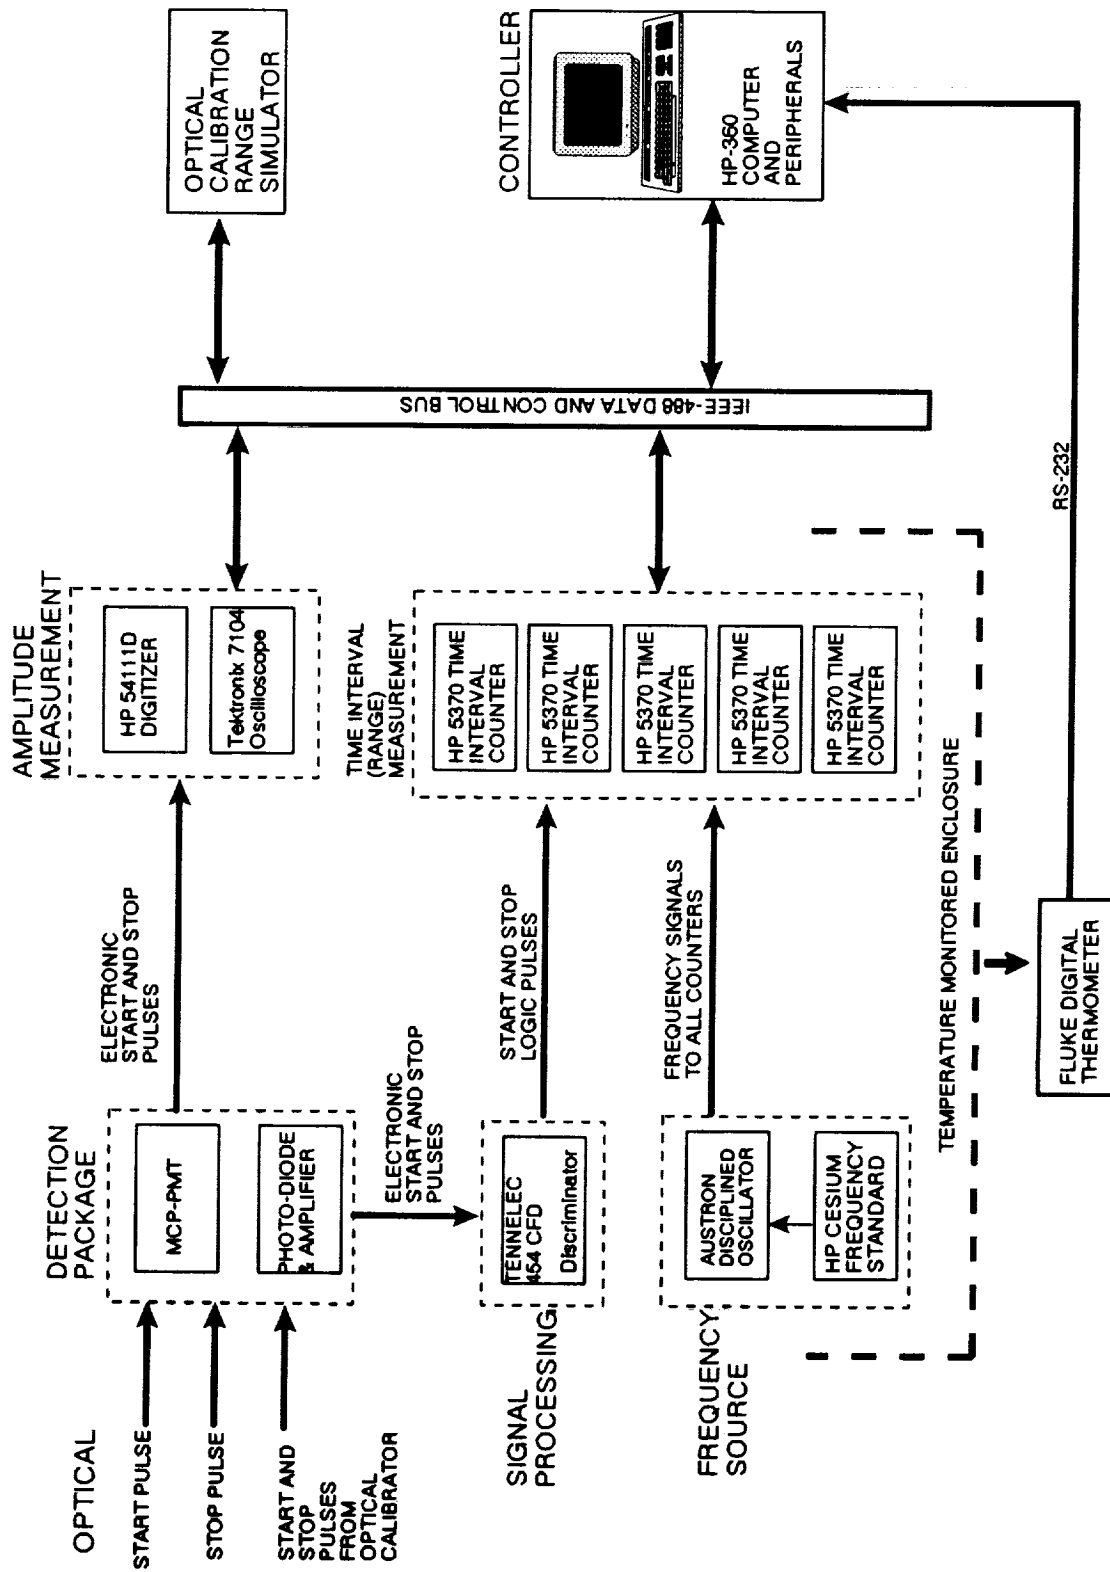 OPTICAL
START PULSE
STOP PULSE
START AND
STOP
PULSES
FROM
OPTICAL
CALIBRATOR
DETECTION
PACKAGE
MCP-PMT
PHOTO-DIODE
& AMPLIFIER
ELECTRONIC
START AND STOP
PULSES
ELECTRONIC
START AND STOP
PULSES
AMPLITUDE
MEASUREMENT
HP 54111D
DIGITIZER
Tektronix 7104
Oscilloscope
OPTICAL
CALIBRATION
RANGE
SIMULATOR
SIGNAL
PROCESSING
TENNELEC
454 CFD
Discriminator
START AND STOP
LOGIC PULSES
TIME INTERVAL
(RANGE)
MEASUREMENT
HP 5370 TIME
INTERVAL
COUNTER
HP 5370 TIME
INTERVAL
COUNTER
HP 5370 TIME
INTERVAL
COUNTER
HP 5370 TIME
INTERVAL
COUNTER
HP 5370 TIME
INTERVAL
COUNTER
IEEE-488 DATA AND CONTROL BUS
CONTROLLER
HP-360
COMPUTER
AND
PERIPHERALS
FREQUENCY
SOURCE
AUSTRON
DISCIPLINED
OSCILLATOR
HP CESIUM
FREQUENCY
STANDARD
FREQUENCY SIGNALS
TO ALL COUNTERS
TEMPERATURE MONITORED ENCLOSURE
FLUKE DIGITAL
THERMOMETER
RS-232